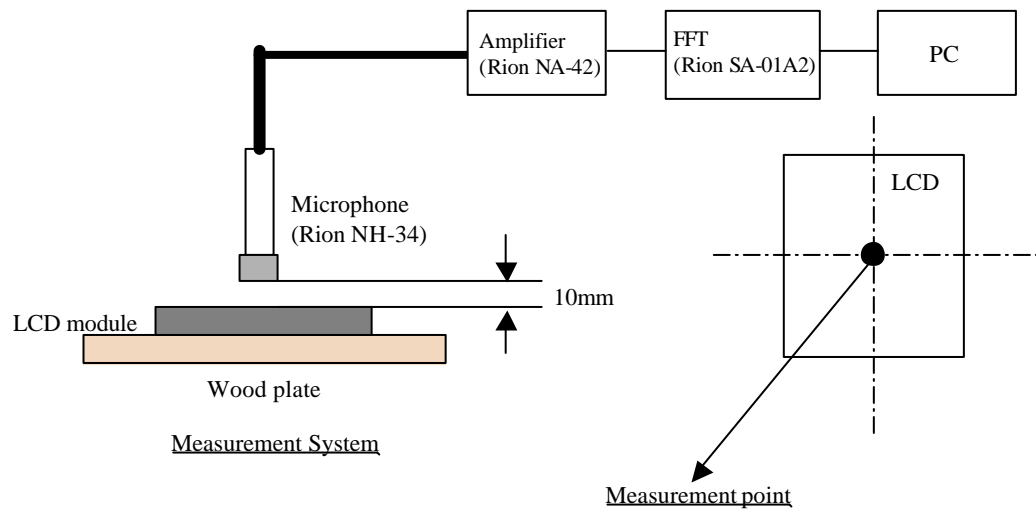 Amplifier
(Rion NA-42)
FFT
(Rion SA-01A2)
PC
LCD
Microphone
(Rion NH-34)
10mm
LCD module
Wood plate
Measurement System
Measurement point